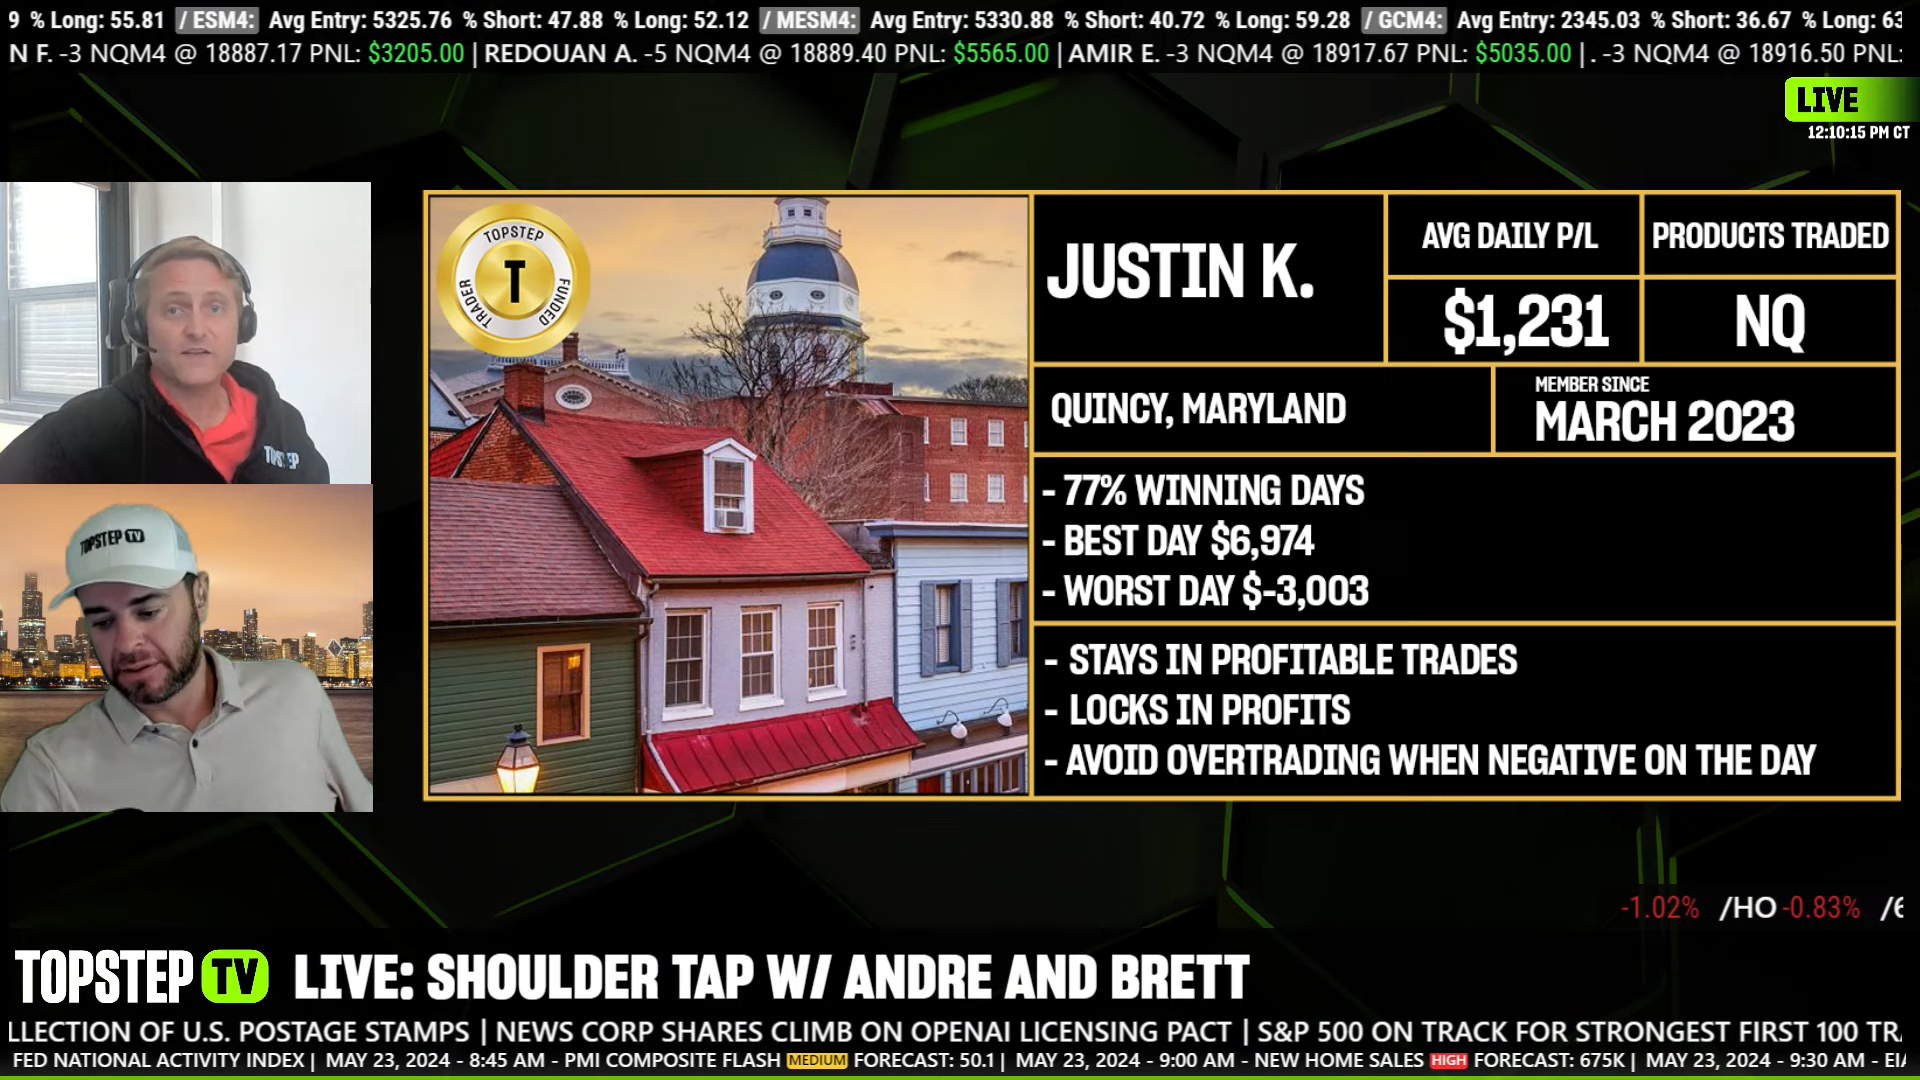 9 % Long: 55.81 / ESM4: Avg Entry: 5325.76 % Short: 47.88 % Long: 52.12 / MESM4: Avg Entry: 5330.88 % Short: 40.72 % Long: 59.28 / GCM4: Avg Entry: 2345.03 % Short: 36.67 % Long: 63
N F. -3 NQM4 @ 18887.17 PNL: $3205.00 | REDOUAN A. -5 NQM4 @ 18889.40 PNL: $5565.00 | AMIR E. -3 NQM4 @ 18917.67 PNL: $5035.00 | . -3 NQM4 @ 18916.50 PNL:
LIVE
12:10:15 PM CT
TOPSTEP
T
FUNDED
TRADER
JUSTIN K.
AVG DAILY P/L
$1,231
PRODUCTS TRADED
NQ
QUINCY, MARYLAND
MEMBER SINCE
MARCH 2023
- 77% WINNING DAYS
- BEST DAY $6,974
- WORST DAY $-3,003
- STAYS IN PROFITABLE TRADES
- LOCKS IN PROFITS
- AVOID OVERTRADING WHEN NEGATIVE ON THE DAY
TOPSTEP
TOPSTEP TV
-1.02% /HO -0.83% /6
TOPSTEP TV LIVE: SHOULDER TAP W/ ANDRE AND BRETT
LLECTION OF U.S. POSTAGE STAMPS | NEWS CORP SHARES CLIMB ON OPENAI LICENSING PACT | S&P 500 ON TRACK FOR STRONGEST FIRST 100 TR
FED NATIONAL ACTIVITY INDEX | MAY 23, 2024 - 8:45 AM - PMI COMPOSITE FLASH MEDIUM FORECAST: 50.1 | MAY 23, 2024 - 9:00 AM - NEW HOME SALES HIGH FORECAST: 675K | MAY 23, 2024 - 9:30 AM - EIA